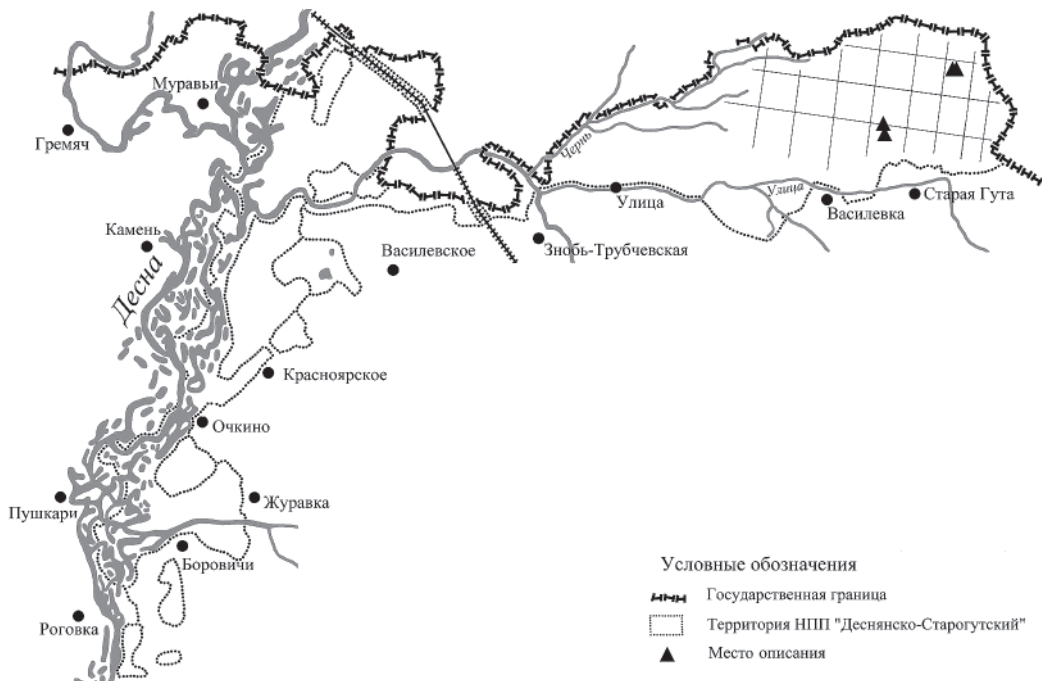 Муравьи
Гремяч
Чернь
Улица
Улица
Старая Гута
Василевка
Камень
Знобь-Трубчевская
Василевское
Десна
Красноярское
Очкино
Пушкари
Журавка
Боровичи
Роговка
Условные обозначения
Государственная граница
Территория НПП "Деснянско-Старогутский"
Место описания